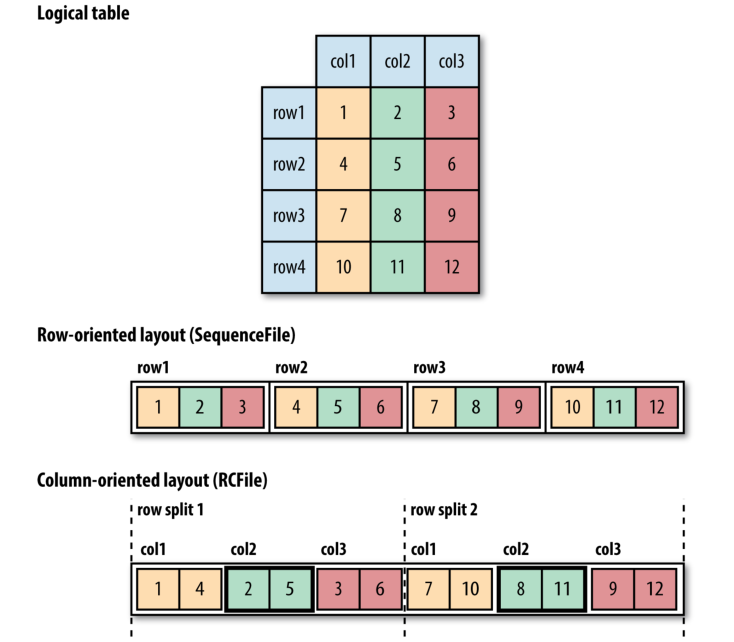 Logical table
col1 col2 col3
row1 1 2 3
row2 4 5 6
row3 7 8 9
row4 10 11 12
Row-oriented layout (SequenceFile)
row1 row2 row3 row4
1 2 3 4 5 6 7 8 9 10 11 12
Column-oriented layout (RCFile)
row split 1 row split 2
col1 col2 col3 col1 col2 col3
1 4 2 5 3 6 7 10 8 11 9 12